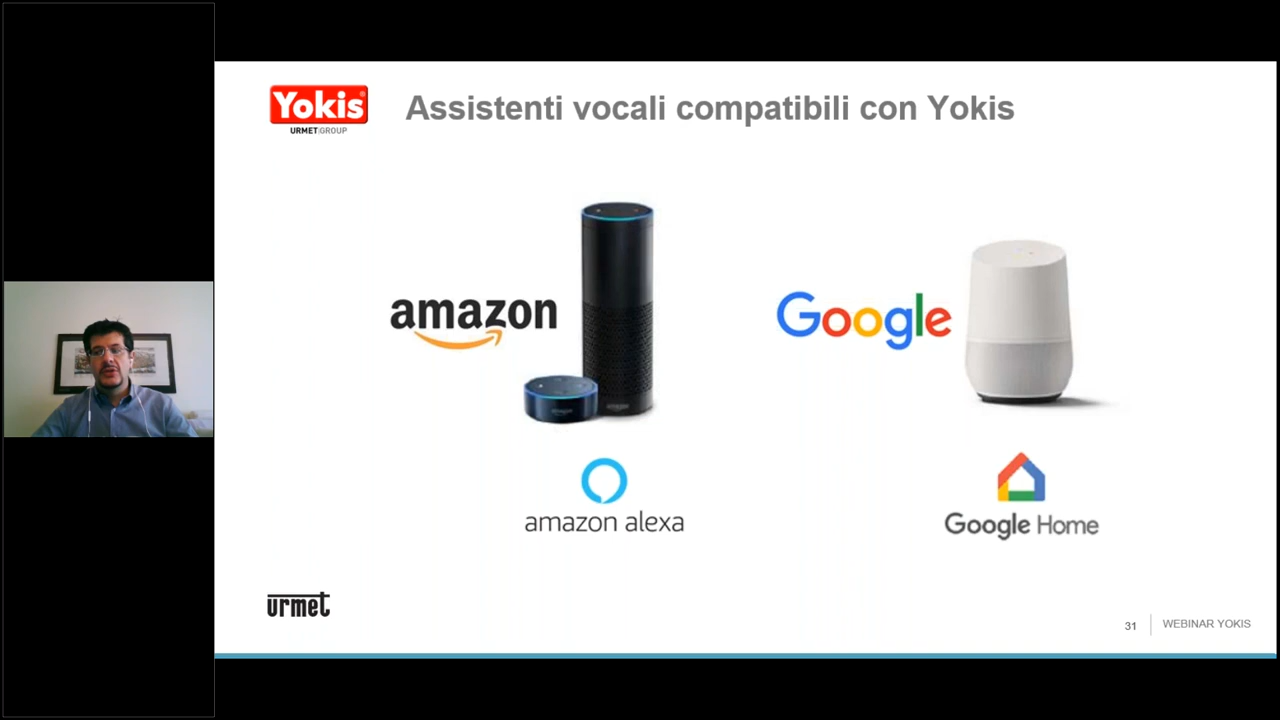 Yokis
URMET GROUP
Assistenti vocali compatibili con Yokis
amazon
Google
amazon alexa
Google Home
urmet
31
WEBINAR YOKIS